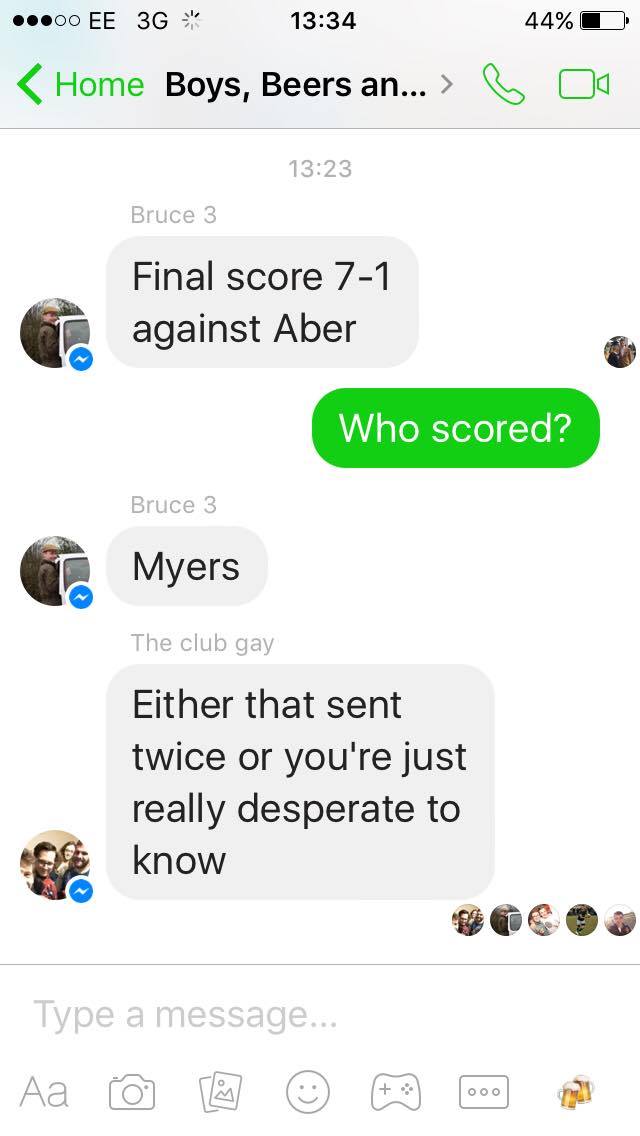 EE 3G 13:34 44%
Home Boys, Beers an...
13:23
Bruce 3
Final score 7-1
against Aber
Who scored?
Bruce 3
Myers
The club gay
Either that sent
twice or you're just
really desperate to
know
Type a message...
Aa